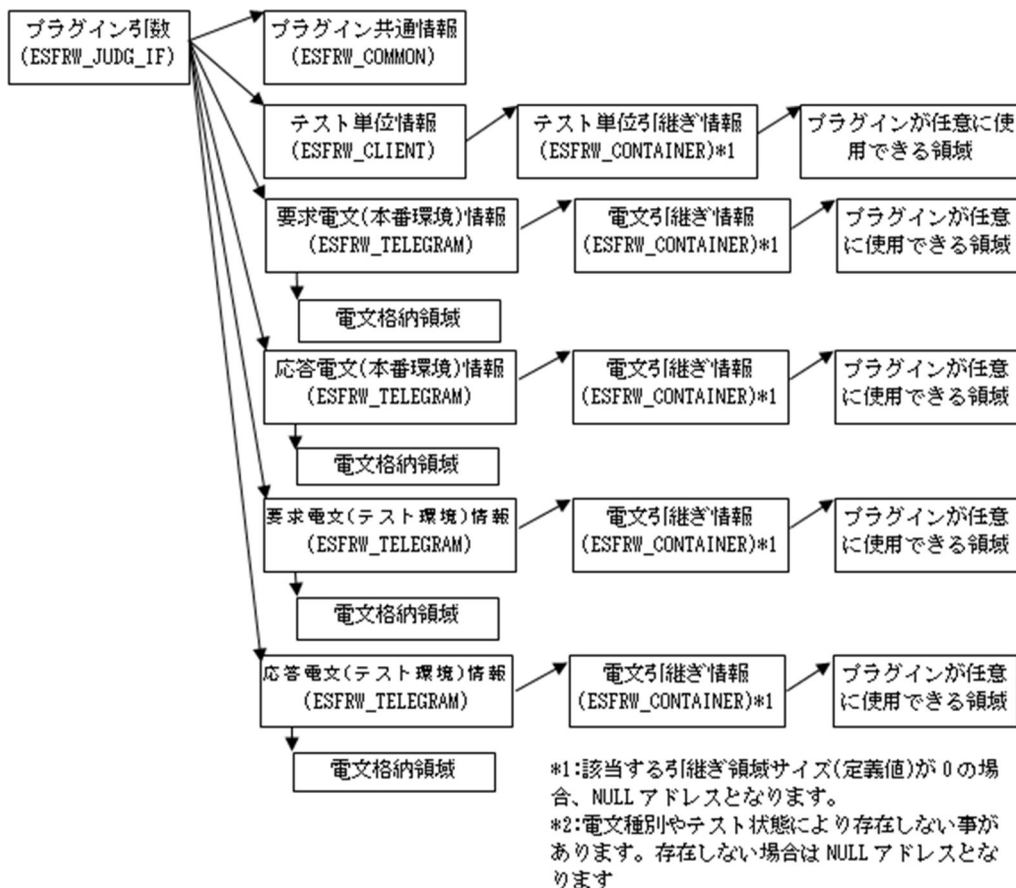 プラグイン引数
(ESFRW_JUDG_IF)
プラグイン共通情報
(ESFRW_COMMON)
テスト単位情報
(ESFRW_CLIENT)
テスト単位引継ぎ情報
(ESFRW_CONTAINER)*1
プラグインが任意に使
用できる領域
要求電文(本番環境)情報
(ESFRW_TELEGRAM)
電文引継ぎ情報
(ESFRW_CONTAINER)*1
プラグインが任意
に使用できる領域
電文格納領域
応答電文(本番環境)情報
(ESFRW_TELEGRAM)
電文引継ぎ情報
(ESFRW_CONTAINER)*1
プラグインが任意
に使用できる領域
電文格納領域
要求電文(テスト環境)情報
(ESFRW_TELEGRAM)
電文引継ぎ情報
(ESFRW_CONTAINER)*1
プラグインが任意
に使用できる領域
電文格納領域
応答電文(テスト環境)情報
(ESFRW_TELEGRAM)
電文引継ぎ情報
(ESFRW_CONTAINER)*1
プラグインが任意
に使用できる領域
電文格納領域
*1:該当する引継ぎ領域サイズ(定義値)が0の場
合、NULLアドレスとなります。
*2:電文種別やテスト状態により存在しない事が
あります。存在しない場合はNULLアドレスとな
ります